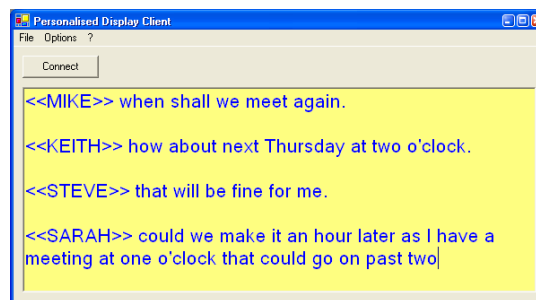 Personalised Display Client
File Options ?
Connect
<<MIKE>> when shall we meet again.
<<KEITH>> how about next Thursday at two o'clock.
<<STEVE>> that will be fine for me.
<<SARAH>> could we make it an hour later as I have a
meeting at one o'clock that could go on past two